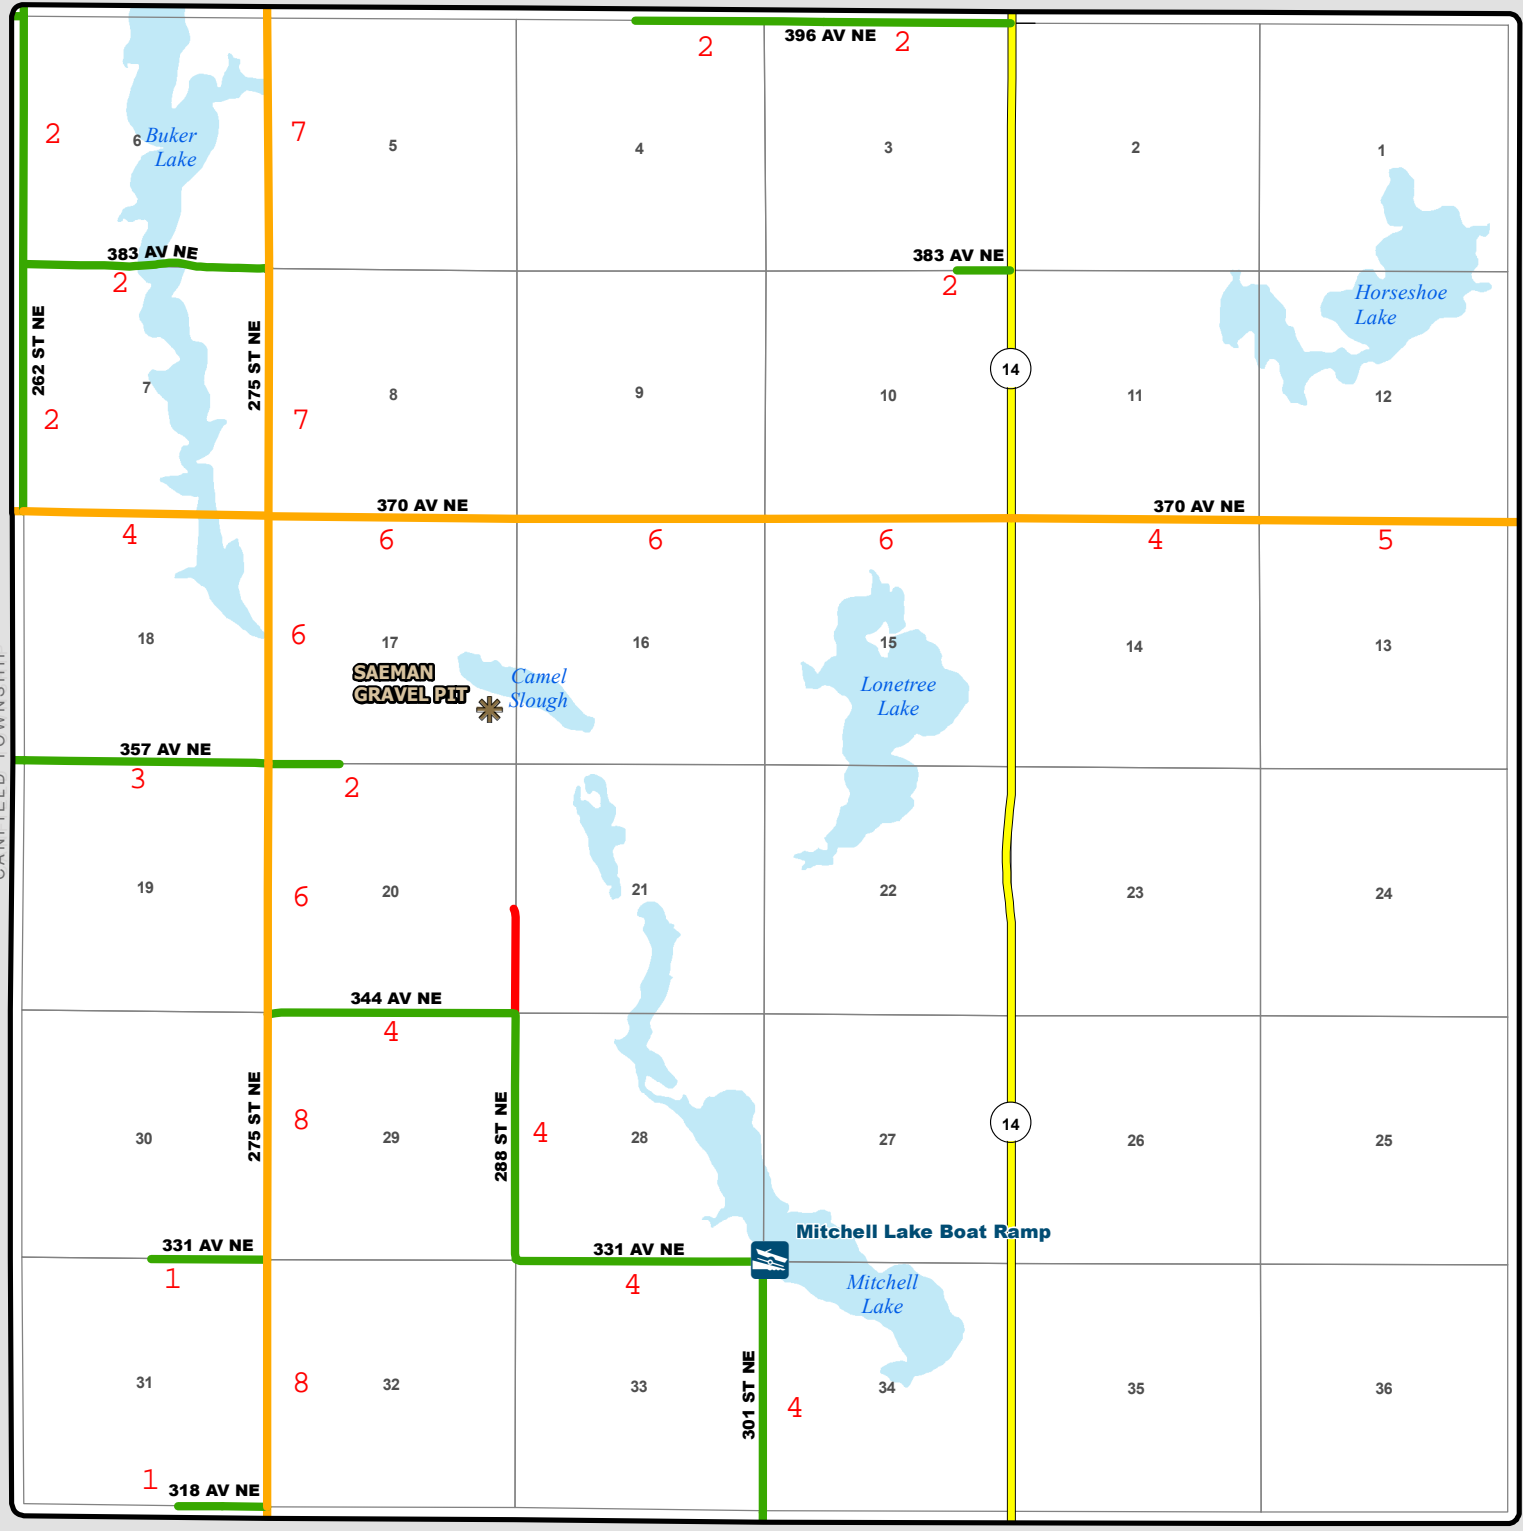 396 AV NE
2
2
2
7
6
Buker
Lake
5
4
3
2
1
383 AV NE
2
383 AV NE
2
Horseshoe
Lake
262 ST NE
275 ST NE
14
7
8
9
10
11
12
2
7
370 AV NE
370 AV NE
4
6
6
6
4
5
18
6
17
16
15
14
13
SAEMAN
GRAVEL PIT
Camel
Slough
Lonetree
Lake
CANFIELD TOWNSHIP
357 AV NE
3
2
19
6
20
21
22
23
24
344 AV NE
4
275 ST NE
8
288 ST NE
4
14
30
29
28
27
26
25
331 AV NE
1
331 AV NE
4
Mitchell Lake Boat Ramp
Mitchell
Lake
31
8
32
33
34
35
36
301 ST NE
4
1
318 AV NE